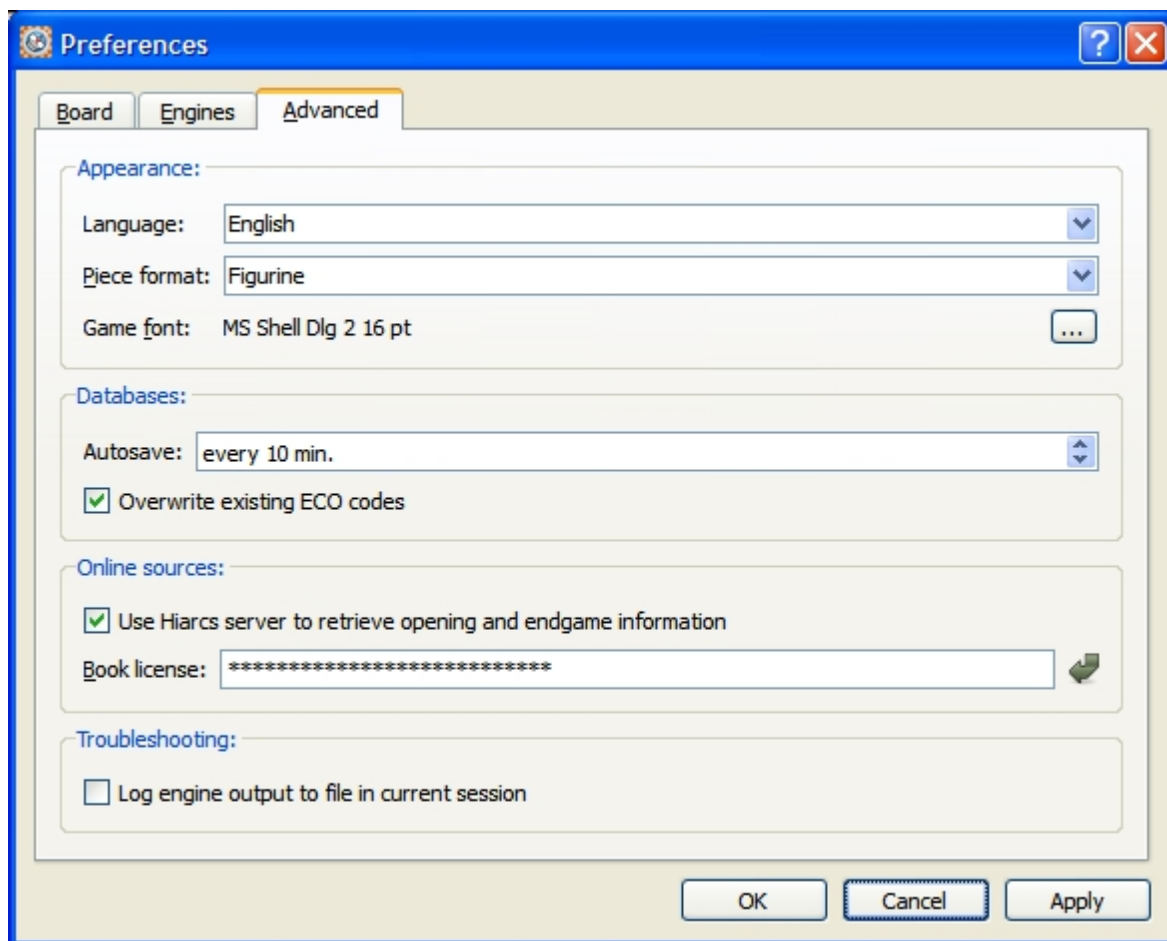 Preferences
Board Engines Advanced
Appearance:
Language: English
Piece format: Figurine
Game font: MS Shell Dlg 2 16 pt ...
Databases:
Autosave: every 10 min.
Overwrite existing ECO codes
Online sources:
Use Hiarcs server to retrieve opening and endgame information
Book license: ***************************
Troubleshooting:
Log engine output to file in current session
OK Cancel Apply